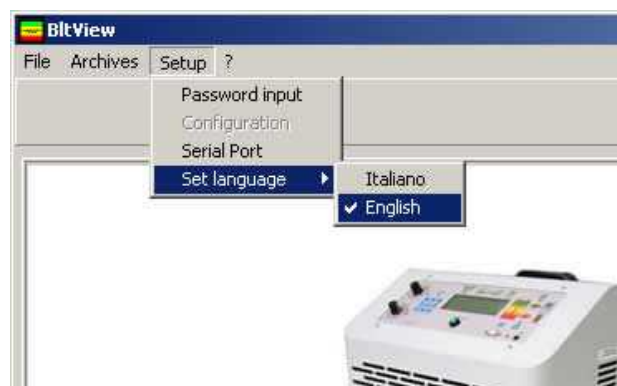 BltView
File Archives Setup ?
Password input
Configuration
Serial Port
Set language
Italiano
English